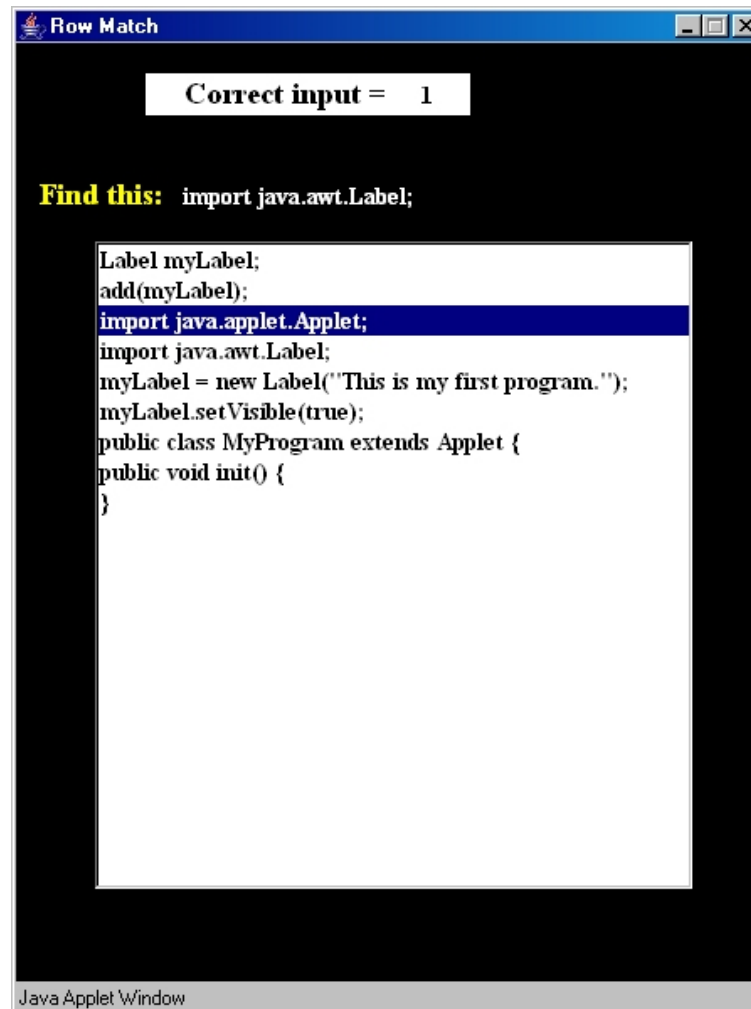 Row Match
Correct input = 1
Find this: import java.awt.Label;
Label myLabel;
add(myLabel);
import java.applet.Applet;
import java.awt.Label;
myLabel = new Label("This is my first program.");
myLabel.setVisible(true);
public class MyProgram extends Applet {
public void init() {
}
Java Applet Window